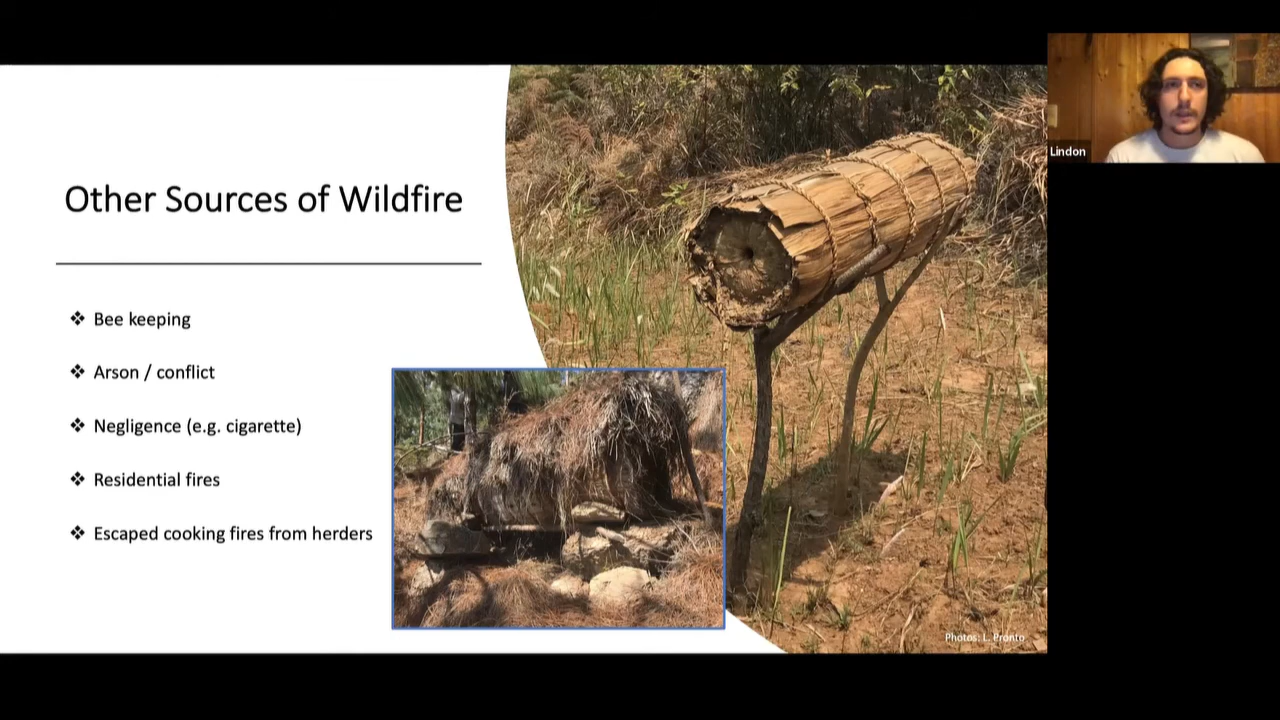 Other Sources of Wildfire
❖ Bee keeping
❖ Arson / conflict
❖ Negligence (e.g. cigarette)
❖ Residential fires
❖ Escaped cooking fires from herders
Photos: L. Pronto
Lindon